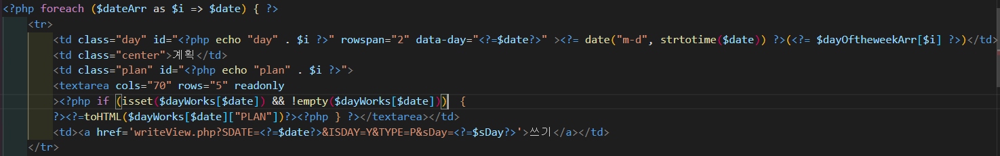 <?php foreach ($dateArr as $i => $date) { ?>
<tr>
<td class="day" id="<?php echo "day" . $i ?>" rowspan="2" data-day="<?=$date?>" ><?= date("m-d", strtotime($date)) ?>(<?= $dayOftheweekArr[$i] ?>)</td>
<td class="center">계획</td>
<td class="plan" id="<?php echo "plan" . $i ?>">
<textarea cols="70" rows="5" readonly
><?php if (isset($dayWorks[$date]) && !empty($dayWorks[$date])) {
?><?=toHTML($dayWorks[$date]["PLAN"])?><?php } ?></textarea></td>
<td><a href='writeView.php?SDATE=<?=$date?>&ISDAY=Y&TYPE=P&sDay=<?=$sDay?>'>쓰기</a></td>
</tr>